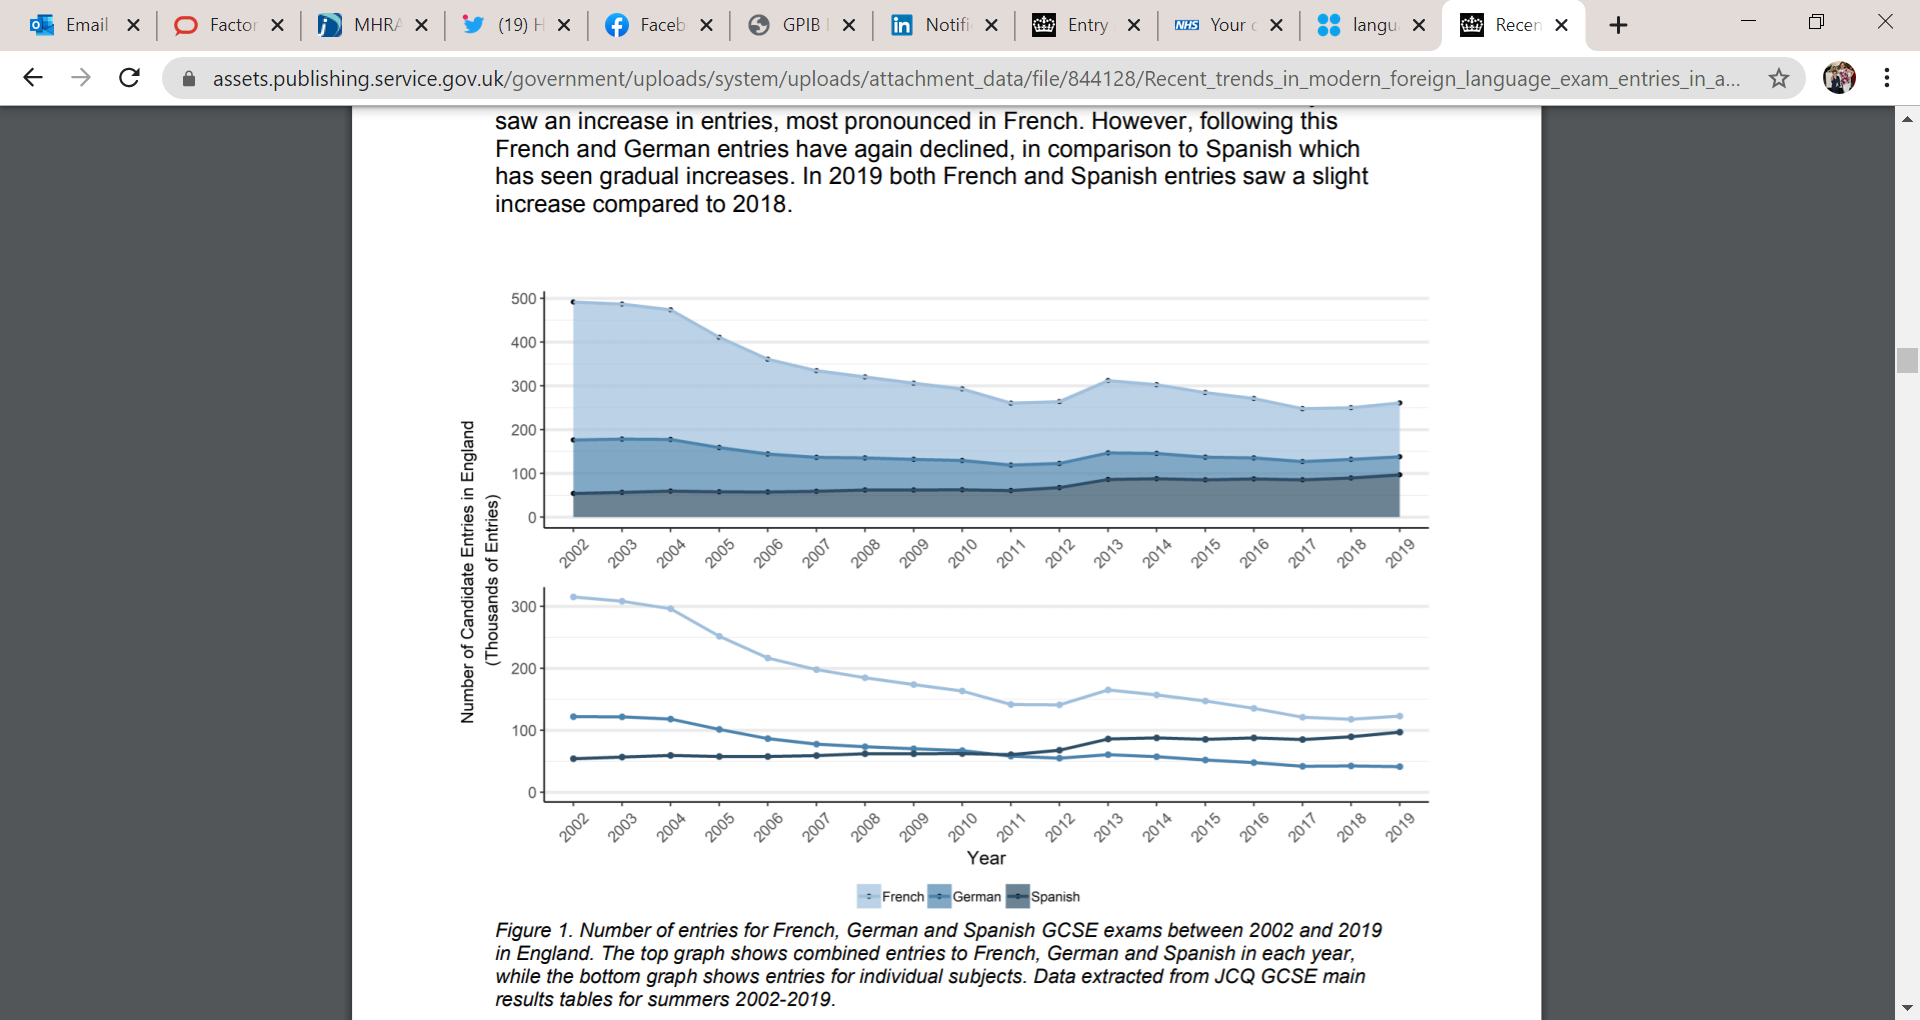 Email
Factor
MHRA
(19) H
Faceb
GPIB
Notifi
Entry
NHS Your
langu
Recen
assets.publishing.service.gov.uk/government/uploads/system/uploads/attachment_data/file/844128/Recent_trends_in_modern_foreign_language_exam_entries_in_a...
saw an increase in entries, most pronounced in French. However, following this
French and German entries have again declined, in comparison to Spanish which
has seen gradual increases. In 2019 both French and Spanish entries saw a slight
increase compared to 2018.
Number of Candidate Entries in England
(Thousands of Entries)
500
400
300
200
100
0
2002 2003 2004 2005 2006 2007 2008 2009 2010 2011 2012 2013 2014 2015 2016 2017 2018 2019
300
200
100
0
2002 2003 2004 2005 2006 2007 2008 2009 2010 2011 2012 2013 2014 2015 2016 2017 2018 2019
Year
French German Spanish
Figure 1. Number of entries for French, German and Spanish GCSE exams between 2002 and 2019
in England. The top graph shows combined entries to French, German and Spanish in each year,
while the bottom graph shows entries for individual subjects. Data extracted from JCQ GCSE main
results tables for summers 2002-2019.